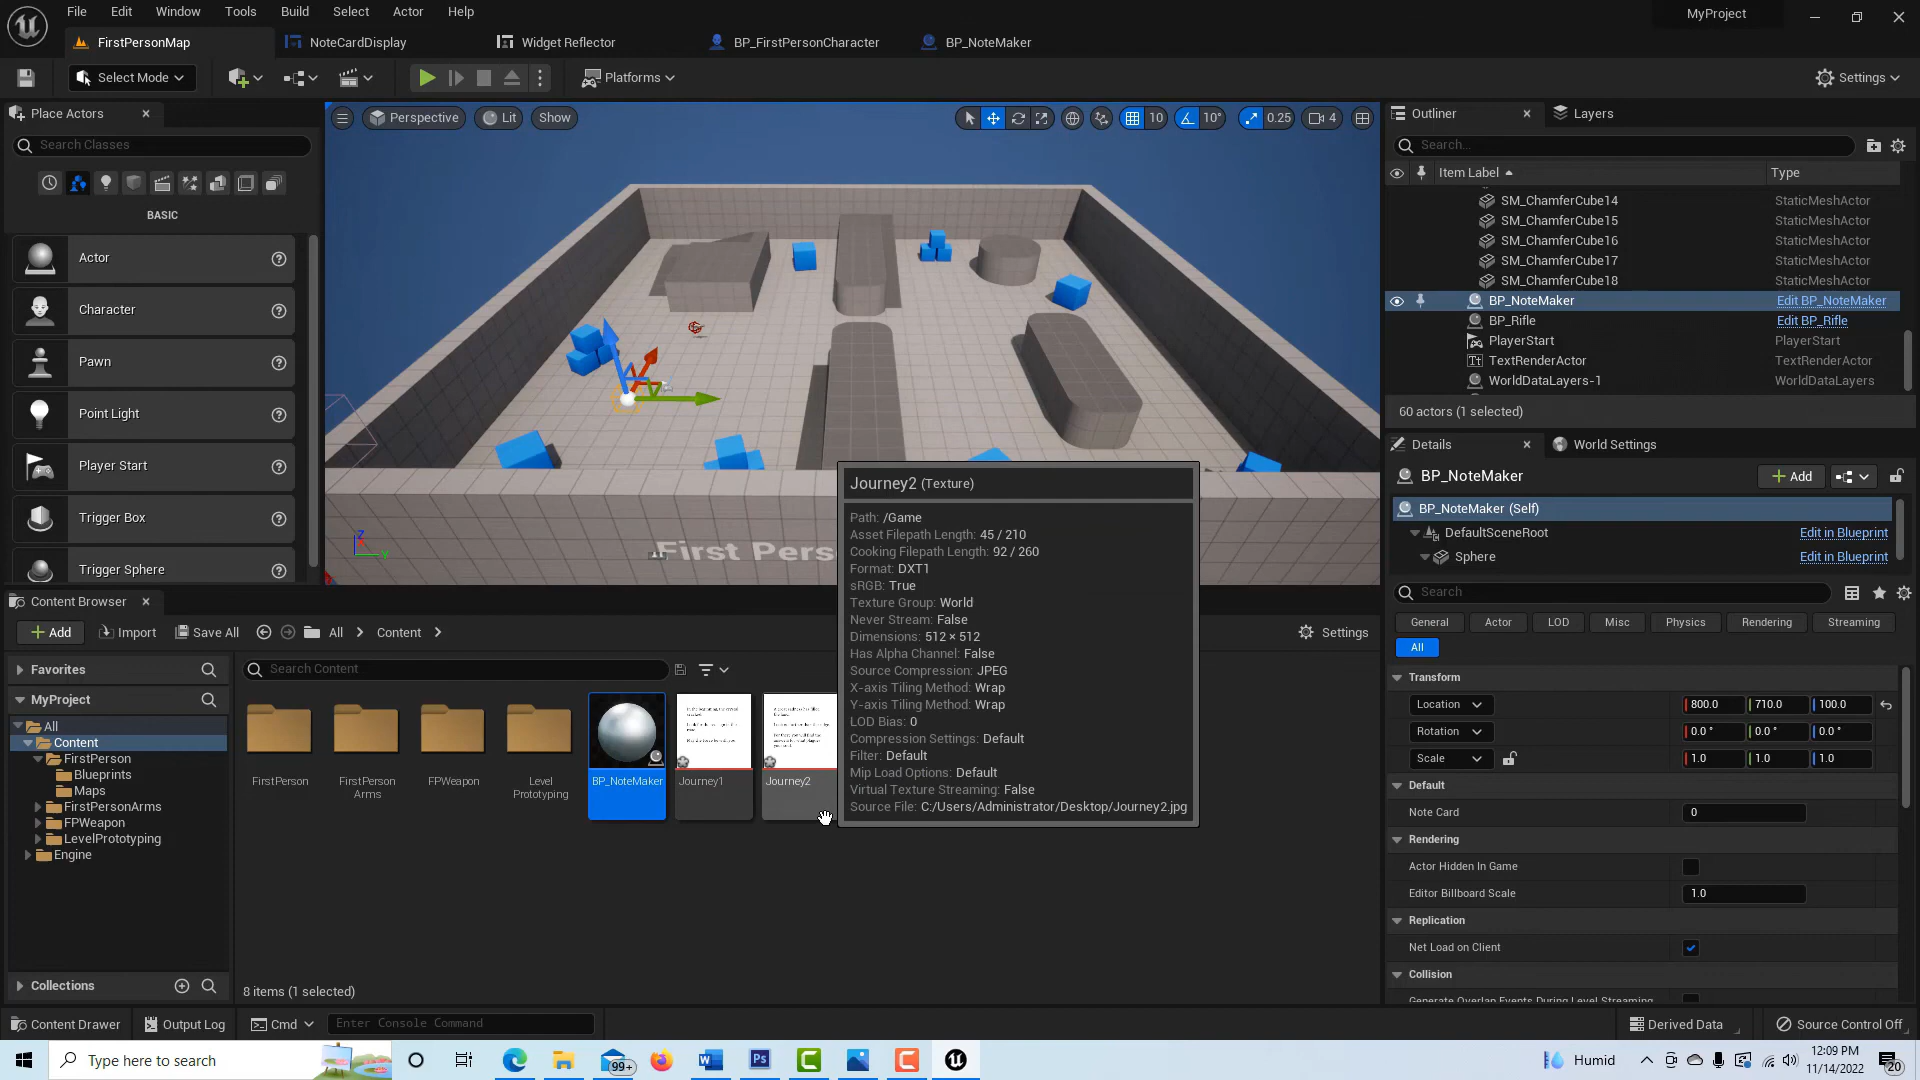 File Edit Window Tools Build Select Actor Help MyProject
FirstPersonMap NoteCardDisplay Widget Reflector BP_FirstPersonCharacter BP_NoteMaker
Select Mode Platforms Settings
Place Actors
Search Classes
BASIC
Actor
Character
Pawn
Point Light
Player Start
Trigger Box
Trigger Sphere
Perspective Lit Show 10 10° 0.25 4
First Perso
Outliner Layers
Search...
Item Label Type
SM_ChamferCube14 StaticMeshActor
SM_ChamferCube15 StaticMeshActor
SM_ChamferCube16 StaticMeshActor
SM_ChamferCube17 StaticMeshActor
SM_ChamferCube18 StaticMeshActor
BP_NoteMaker Edit BP_NoteMaker
BP_Rifle Edit BP_Rifle
PlayerStart PlayerStart
TextRenderActor TextRenderActor
WorldDataLayers-1 WorldDataLayers
60 actors (1 selected)
Details World Settings
BP_NoteMaker Add
BP_NoteMaker (Self)
DefaultSceneRoot Edit in Blueprint
Sphere Edit in Blueprint
Search
General Actor LOD Misc Physics Rendering Streaming
All
Transform
Location 800.0 710.0 100.0
Rotation 0.0° 0.0° 0.0°
Scale 1.0 1.0 1.0
Default
Note Card 0
Rendering
Actor Hidden In Game
Editor Billboard Scale 1.0
Replication
Net Load on Client
Collision
Generate Overlap Events During Level Streaming
Journey2 (Texture)
Path: /Game
Asset Filepath Length: 45 / 210
Cooking Filepath Length: 92 / 260
Format: DXT1
sRGB: True
Texture Group: World
Never Stream: False
Dimensions: 512 × 512
Has Alpha Channel: False
Source Compression: JPEG
X-axis Tiling Method: Wrap
Y-axis Tiling Method: Wrap
LOD Bias: 0
Compression Settings: Default
Filter: Default
Mip Load Options: Default
Virtual Texture Streaming: False
Source File: C:/Users/Administrator/Desktop/Journey2.jpg
Content Browser
Add Import Save All All Content Settings
Favorites
MyProject
All
Content
FirstPerson
Blueprints
Maps
FirstPersonArms
FPWeapon
LevelPrototyping
Engine
Collections
Search Content
FirstPerson
FirstPerson
Arms
FPWeapon
Level
Prototyping
BP_NoteMaker
Journey1
Journey2
8 items (1 selected)
Content Drawer Output Log Cmd Enter Console Command Derived Data Source Control Off
Type here to search 99+ Humid 12:09 PM
11/14/2022 20